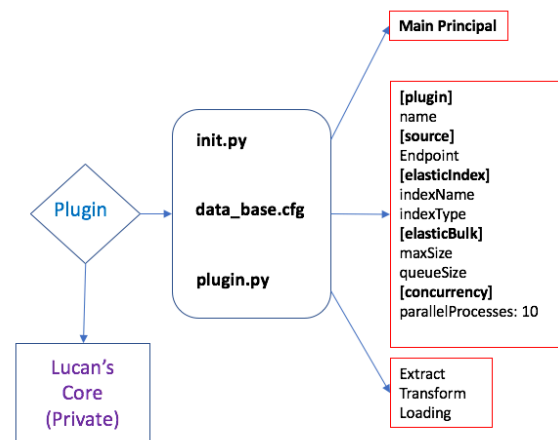 Main Principal
[plugin]
name
[source]
Endpoint
[elasticIndex]
indexName
indexType
[elasticBulk]
maxSize
queueSize
[concurrency]
parallelProcesses: 10
init.py
data_base.cfg
plugin.py
Plugin
Lucan's
Core
(Private)
Extract
Transform
Loading